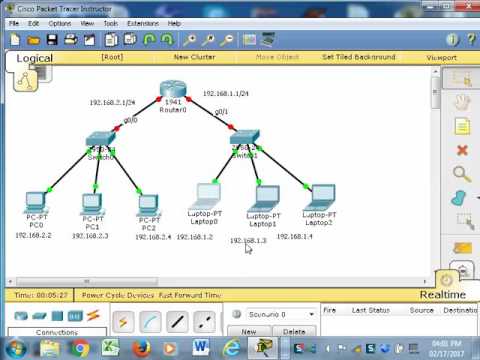 Cisco Packet Tracer Instructor
File Edit Options View Tools Extensions Help
Logical [Root] New Cluster Move Object Set Tiled Background Viewport
192.168.2.1/24 192.168.1.1/24
1941
Router0
g0/0 g0/1
Switch0 Switch1
PC-PT PC-PT PC-PT Laptop-PT Laptop-PT Laptop-PT
PC0 PC1 PC2 Laptop0 Laptop1 Laptop2
192.168.2.2 192.168.2.3 192.168.2.4 192.168.1.2 192.168.1.3 192.168.1.4
Time: 00:05:27 Power Cycle Devices Fast Forward Time Realtime
Scenario 0
New Delete
Fire Last Status Source Destination
Connections
04:01 PM
02/17/2017